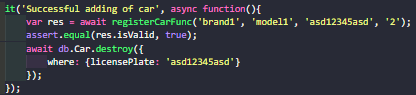 it('Successful adding of car', async function(){
var res = await registerCarFunc('brand1', 'model1', 'asd12345asd', '2');
assert.equal(res.isValid, true);
await db.Car.destroy({
where: {licensePlate: 'asd12345asd'}
});
});